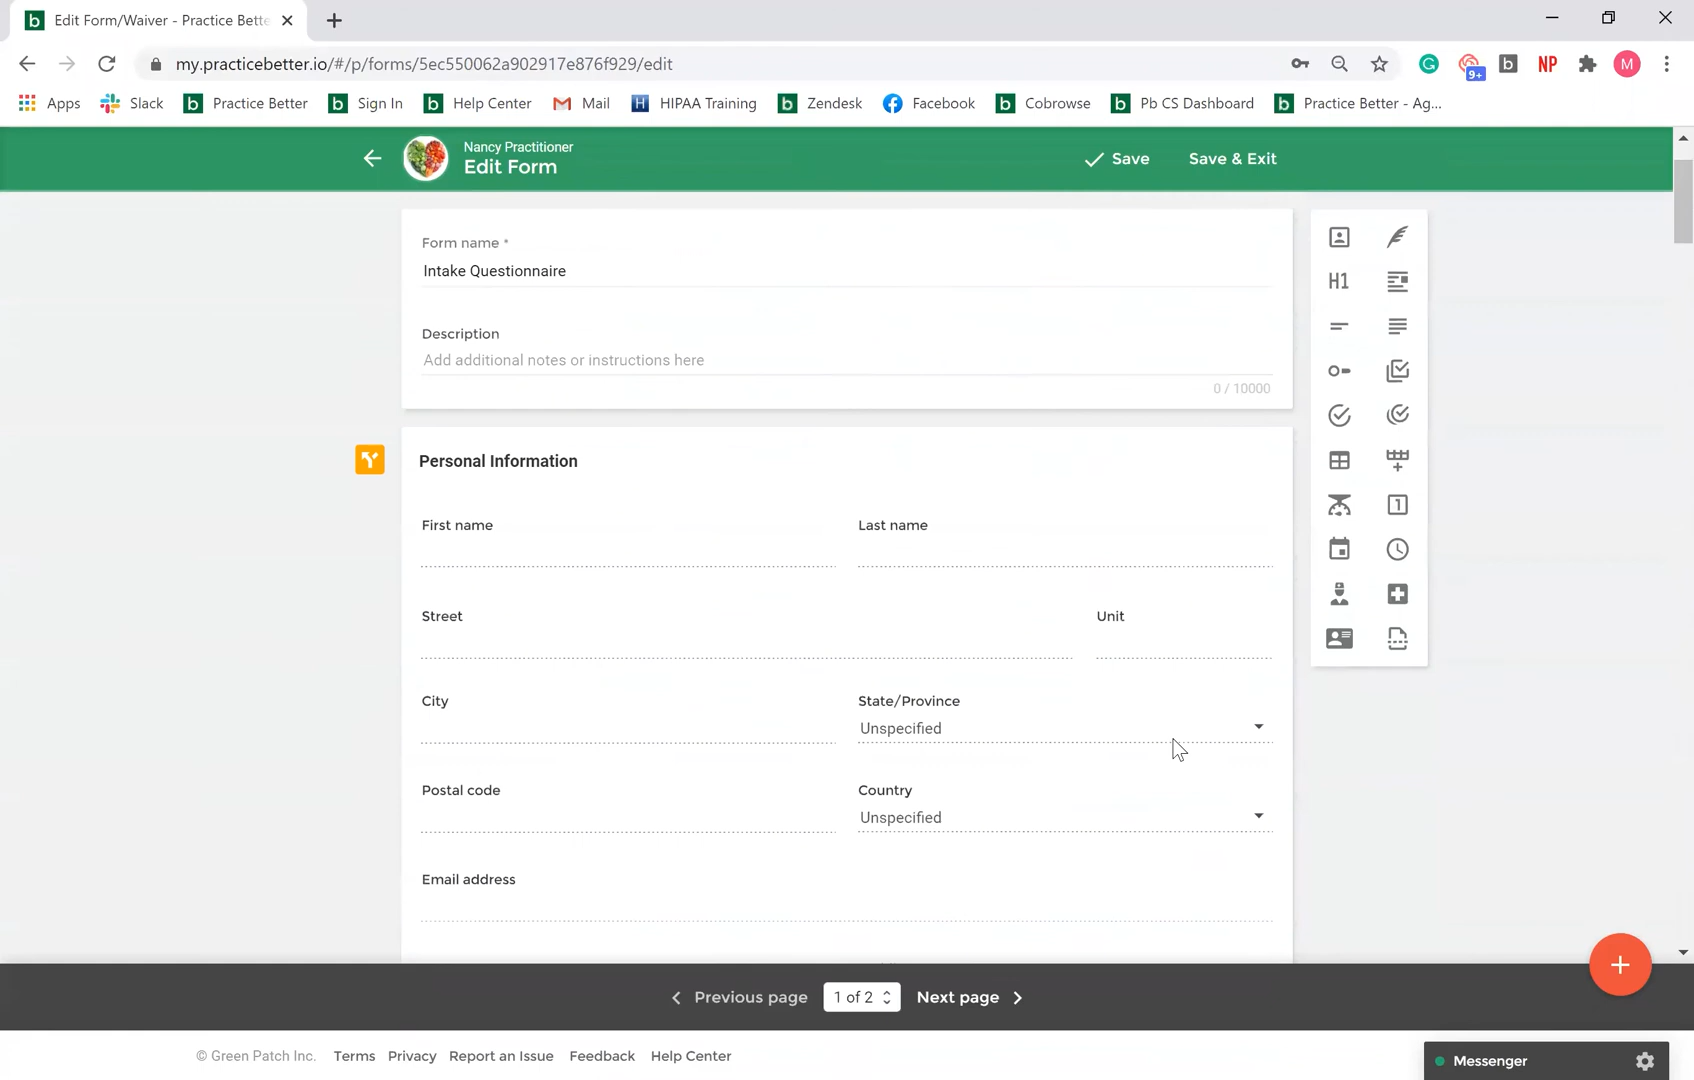 Edit Form/Waiver - Practice Bette
my.practicebetter.io/#/p/forms/5ec550062a902917e876f929/edit
9+
NP
M
Apps Slack Practice Better Sign In Help Center Mail HIPAA Training Zendesk Facebook Cobrowse Pb CS Dashboard Practice Better - Ag...
Nancy Practitioner
Edit Form
Save Save & Exit
Form name *
Intake Questionnaire
Description
Add additional notes or instructions here
0 / 10000
H1
1
Personal Information
First name Last name
Street Unit
City State/Province
Unspecified
Postal code Country
Unspecified
Email address
Previous page 1 of 2 Next page
© Green Patch Inc. Terms Privacy Report an Issue Feedback Help Center
Messenger